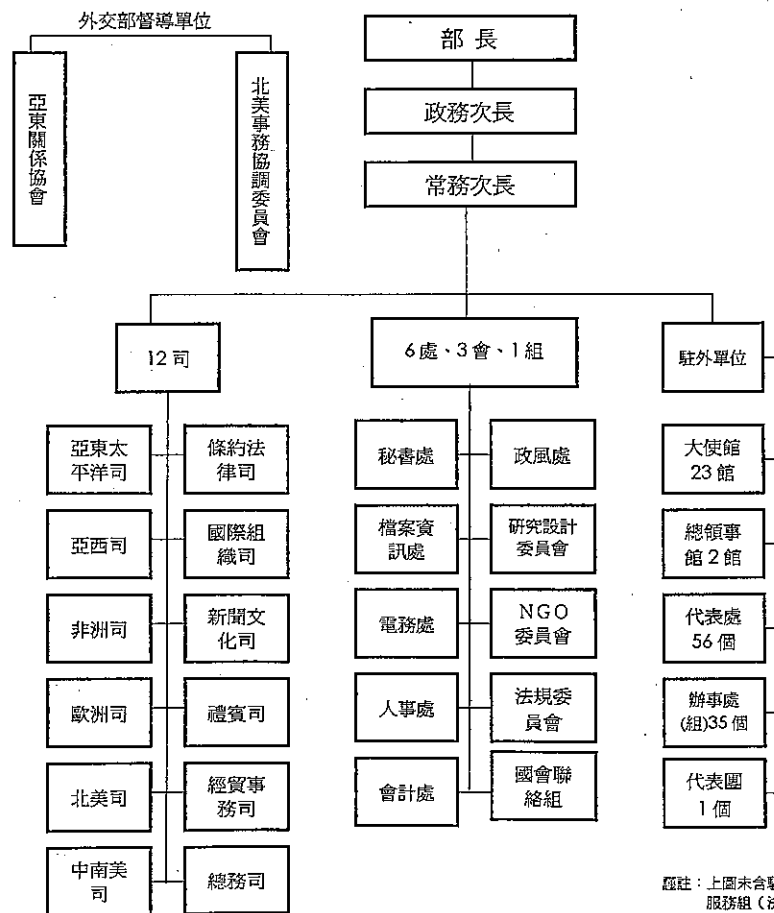 外交部督導單位
亞東關係協會
北美事務協調委員會
部長
政務次長
常務次長
12司
6處、3會、1組
駐外單位
亞東太
平洋司
條約法
律司
亞西司
國際組
織司
非洲司
新聞文
化司
歐洲司
禮賓司
北美司
經貿事
務司
中南美
司
總務司
秘書處
政風處
檔案資
訊處
研究設計
委員會
電務處
NGO
委員會
人事處
法規委
員會
會計處
國會聯
絡組
大使館
23館
總領事
館2館
代表處
56個
辦事處
(組)35個
代表團
1個
註：上圖未含
服務組（